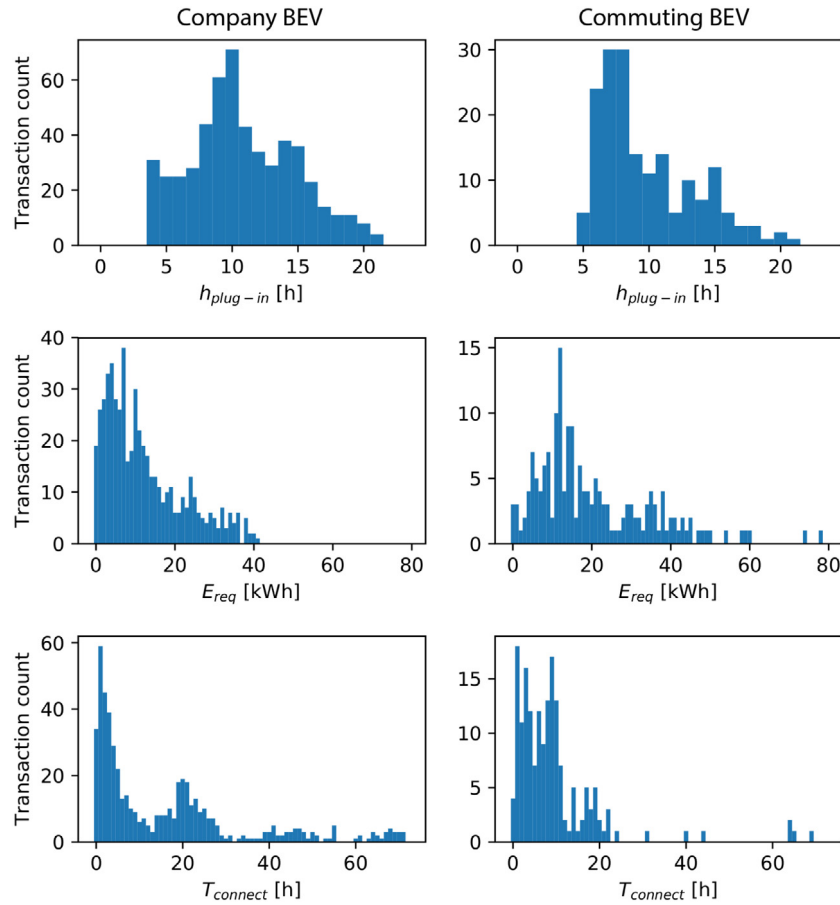 Company BEV
Commuting BEV
Transaction count
60
40
20
0
0 5 10 15 20
h_plug-in [h]
30
20
10
0
0 5 10 15 20
h_plug-in [h]
Transaction count
40
30
20
10
0
0 20 40 60 80
E_req [kWh]
15
10
5
0
0 20 40 60 80
E_req [kWh]
Transaction count
60
40
20
0
0 20 40 60
T_connect [h]
15
10
5
0
0 20 40 60
T_connect [h]